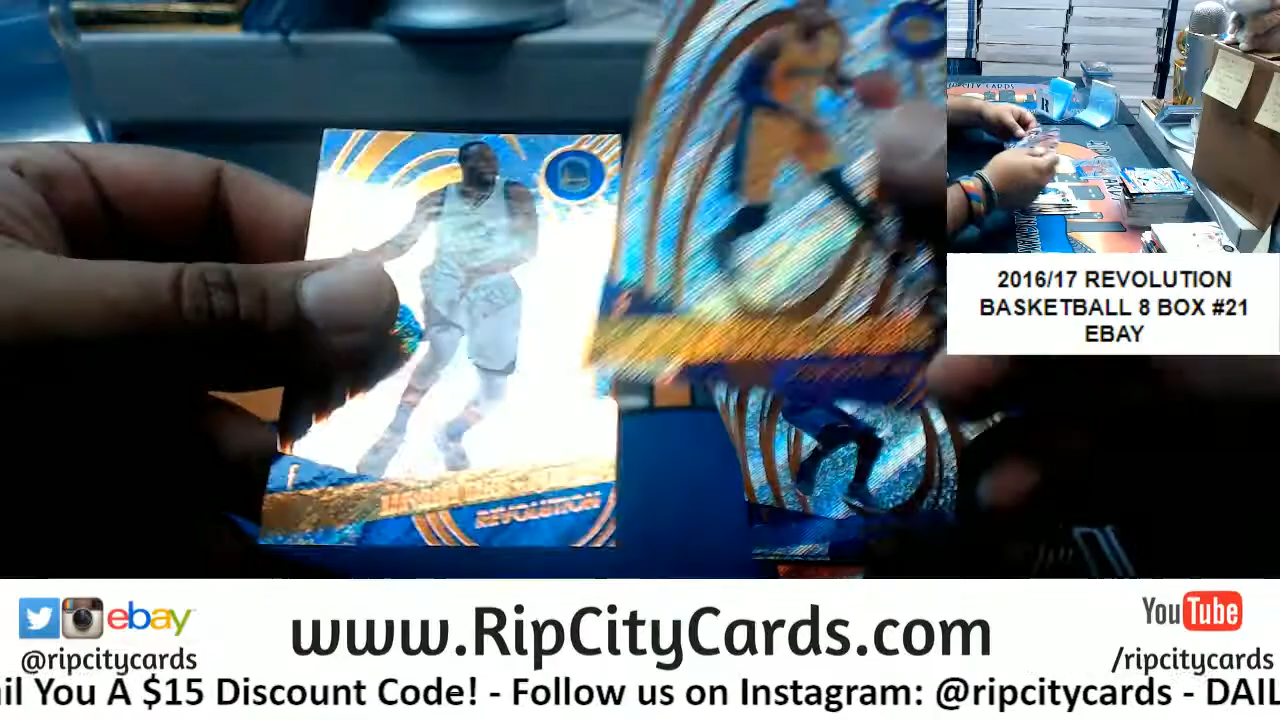 REVOLUTION
2016/17 REVOLUTION
BASKETBALL 8 BOX #21
EBAY
ebay
@ripcitycards
www.RipCityCards.com
YouTube
/ripcitycards
ail You A $15 Discount Code! - Follow us on Instagram: @ripcitycards - DAIL